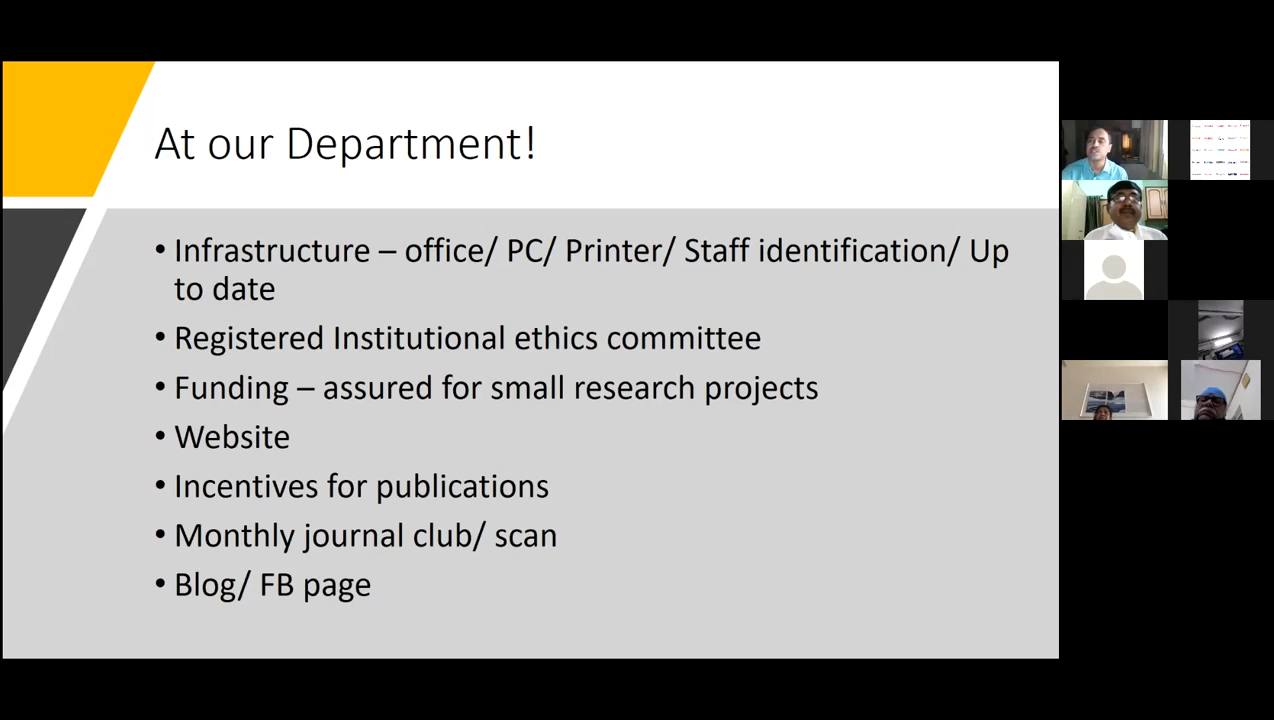 At our Department!
• Infrastructure – office/ PC/ Printer/ Staff identification/ Up
to date
• Registered Institutional ethics committee
• Funding – assured for small research projects
• Website
• Incentives for publications
• Monthly journal club/ scan
• Blog/ FB page